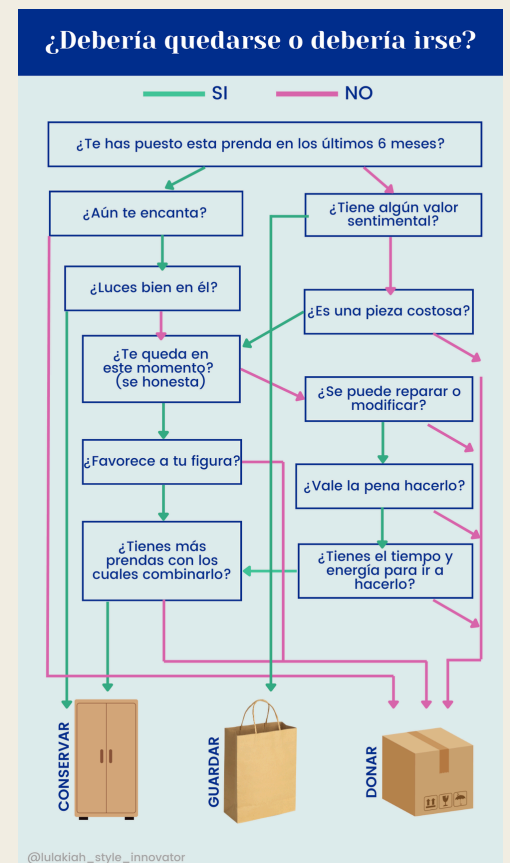 ¿Debería quedarse o debería irse?
SI
NO
¿Te has puesto esta prenda en los últimos 6 meses?
¿Aún te encanta?
¿Tiene algún valor
sentimental?
¿Luces bien en él?
¿Es una pieza costosa?
¿Te queda en
este momento?
(se honesta)
¿Se puede reparar o
modificar?
¿Favorece a tu figura?
¿Vale la pena hacerlo?
¿Tienes más
prendas con los
cuales combinarlo?
¿Tienes el tiempo y
energía para ir a
hacerlo?
CONSERVAR
GUARDAR
DONAR
@lulakiah_style_innovator